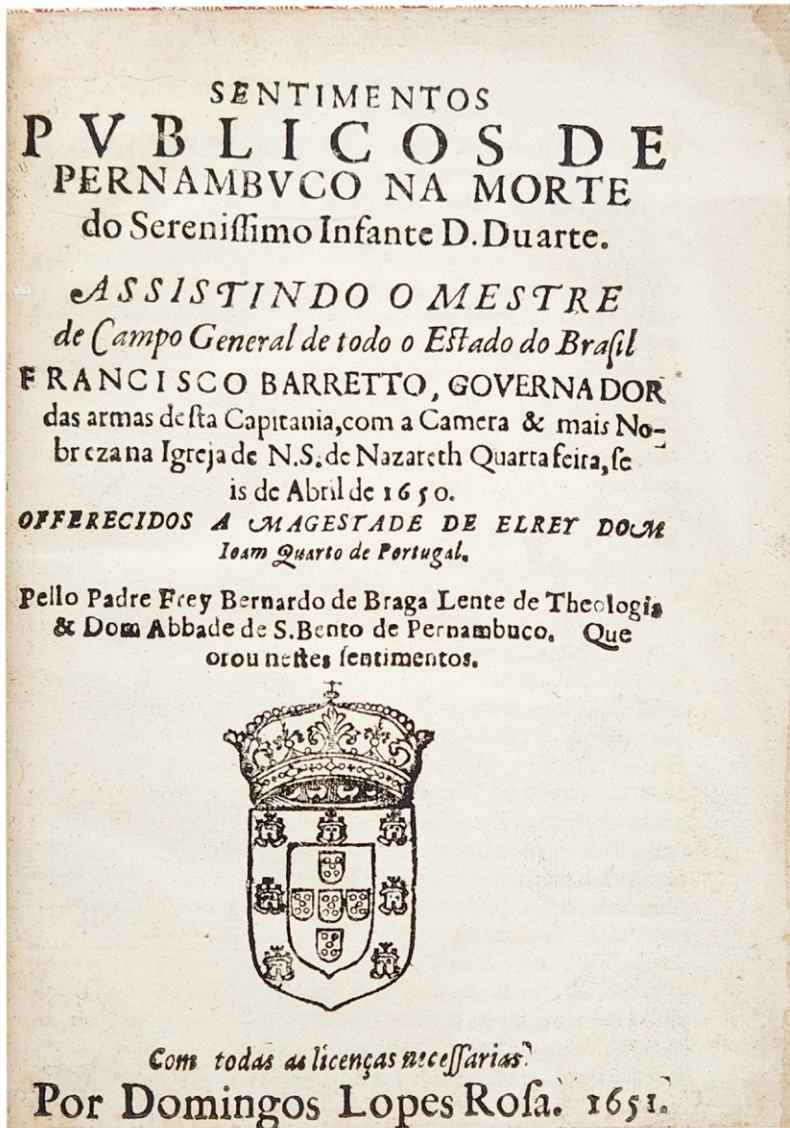 SENTIMENTOS
PVBLICOS DE
PERNAMBVCO NA MORTE
do Sereniſſimo Infante D. Duarte.
ASSISTINDO O MESTRE
de Campo General de todo o Eſtado do Braſil
FRANCISCO BARRETTO, GOVERNADOR
das armas deſta Capitania, com a Camera & mais No-
breza na Igreja de N.S. de Nazareth Quarta feira, ſe
is de Abril de 1650.
OFFERECIDOS A MAGESTADE DE ELREY DOM
Ioam Quarto de Portugal.
Pello Padre Frey Bernardo de Braga Lente de Theologia
& Dom Abbade de S. Bento de Pernambuco. Que
orou neſtes ſentimentos.
Com todas as licenças neceſſarias.
Por Domingos Lopes Roſa. 1651.